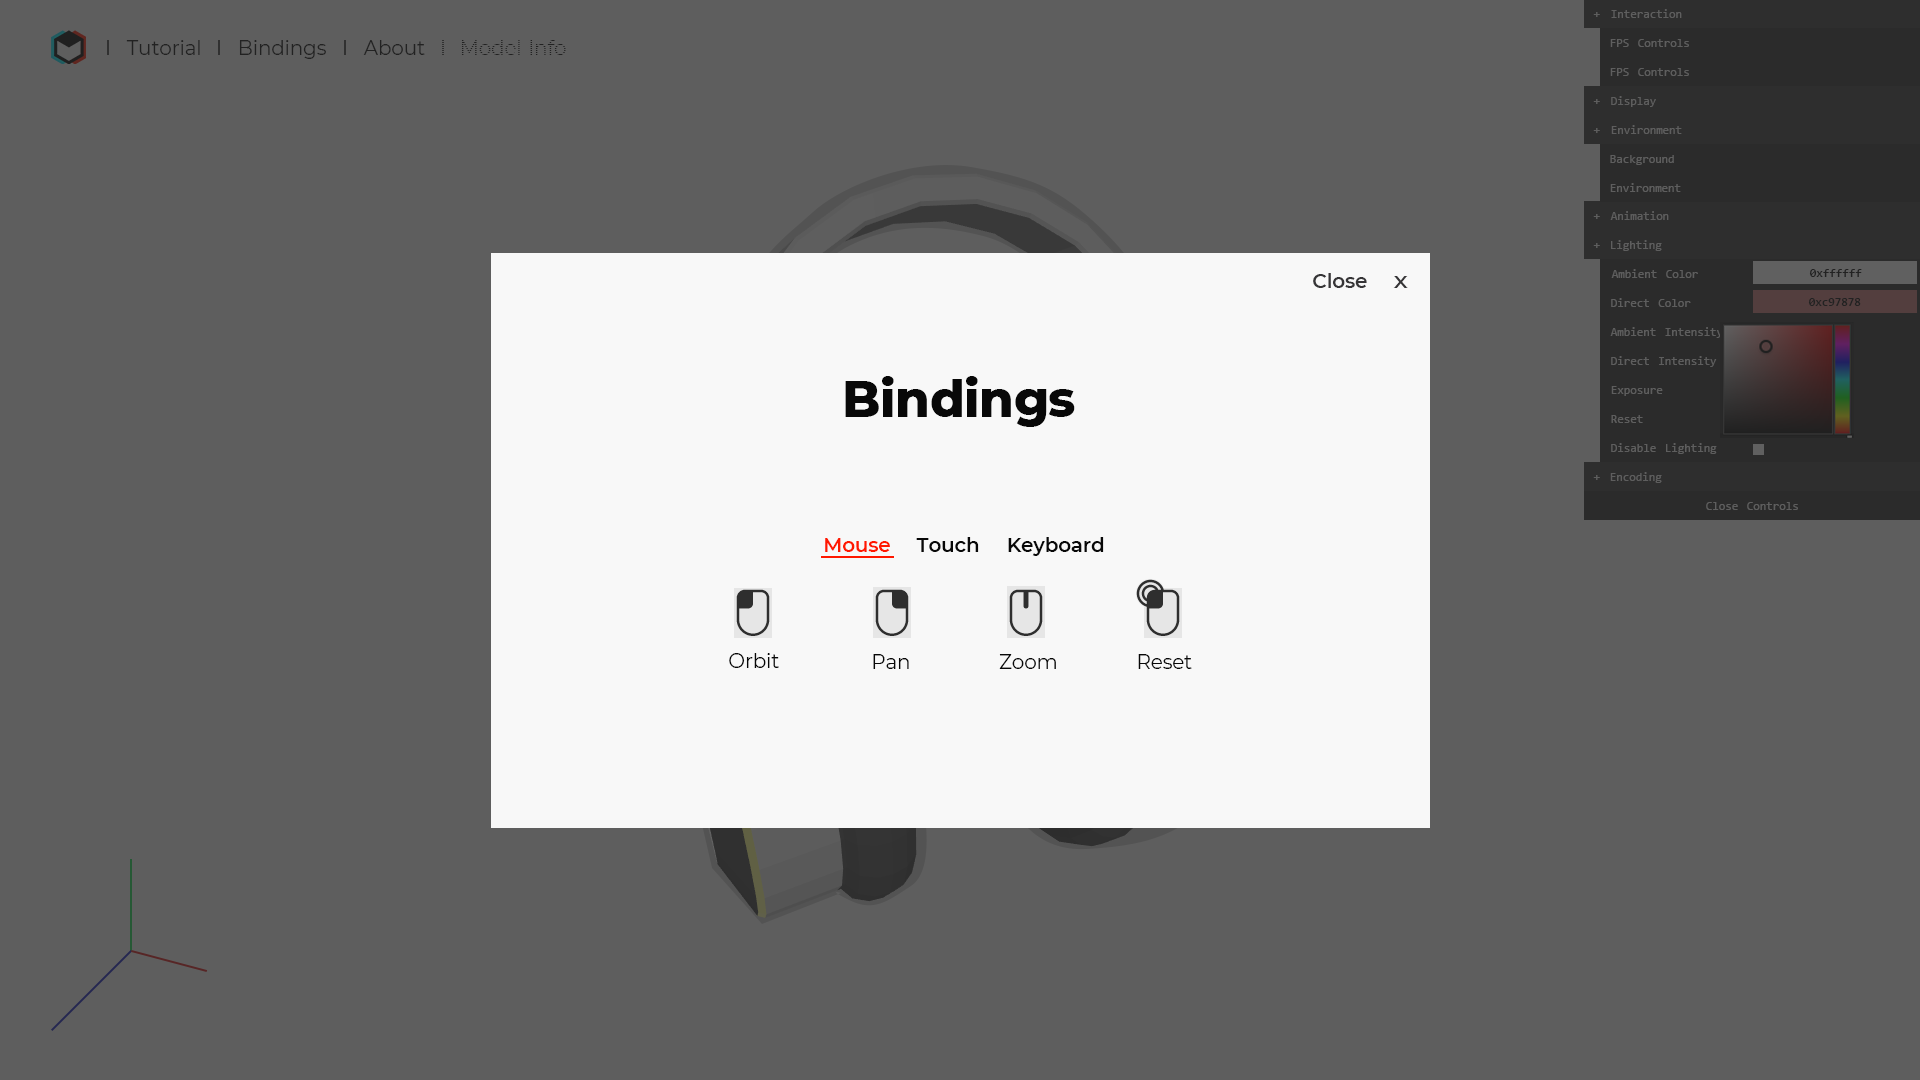 Tutorial
Bindings
About
Model Info
+ Interaction
FPS Controls
FPS Controls
+ Display
+ Environment
Background
Environment
+ Animation
+ Lighting
Ambient Color 0xffffff
Direct Color 0xc97878
Ambient Intensity
Direct Intensity
Exposure
Reset
Disable Lighting
+ Encoding
Close Controls
Close X
Bindings
Mouse Touch Keyboard
Orbit Pan Zoom Reset